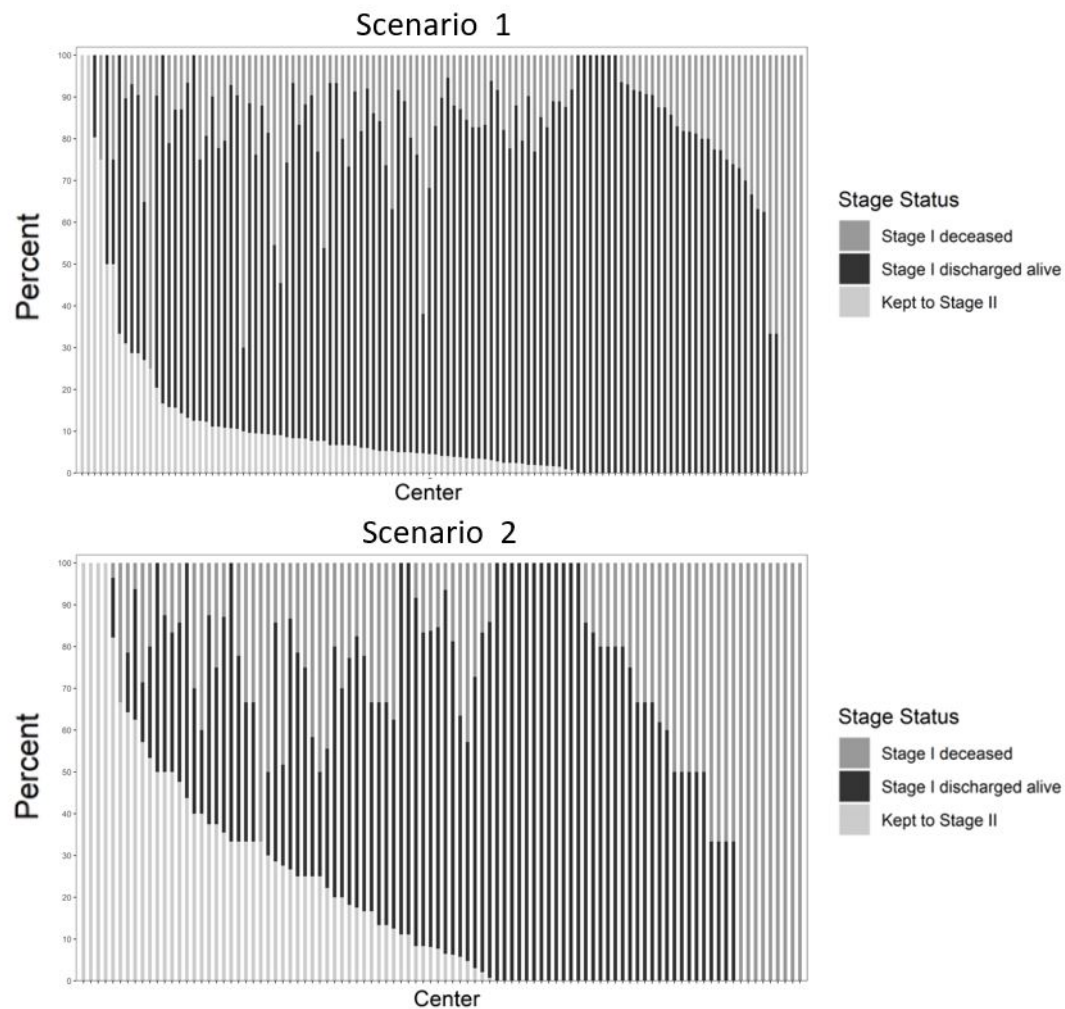 Scenario 1
100
90
80
70
60
50
40
30
20
10
0
Percent
Center
Stage Status
Stage I deceased
Stage I discharged alive
Kept to Stage II
Scenario 2
100
90
80
70
60
50
40
30
20
10
0
Percent
Center
Stage Status
Stage I deceased
Stage I discharged alive
Kept to Stage II